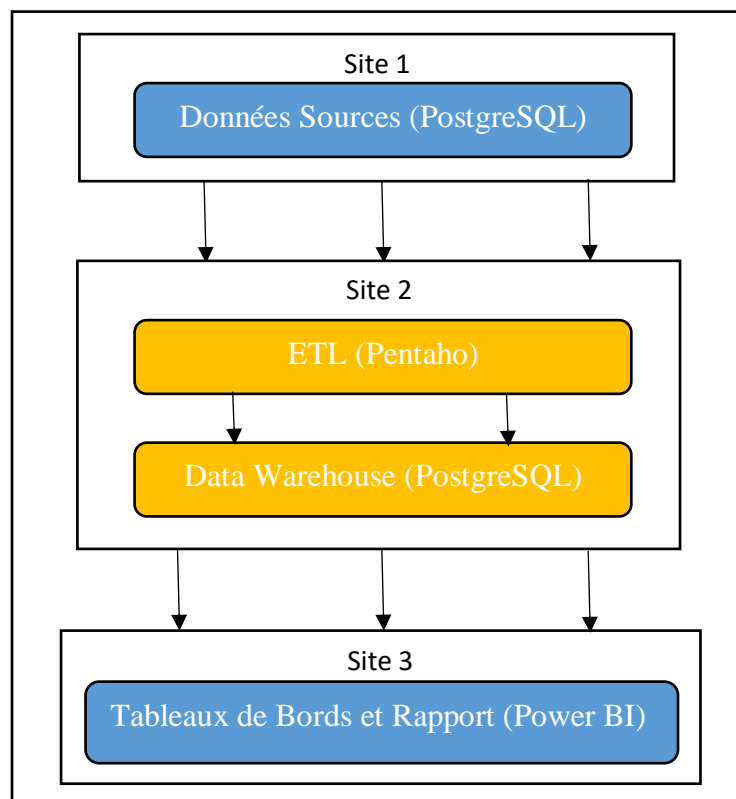 Site 1
Données Sources (PostgreSQL)
Site 2
ETL (Pentaho)
Data Warehouse (PostgreSQL)
Site 3
Tableaux de Bords et Rapport (Power BI)